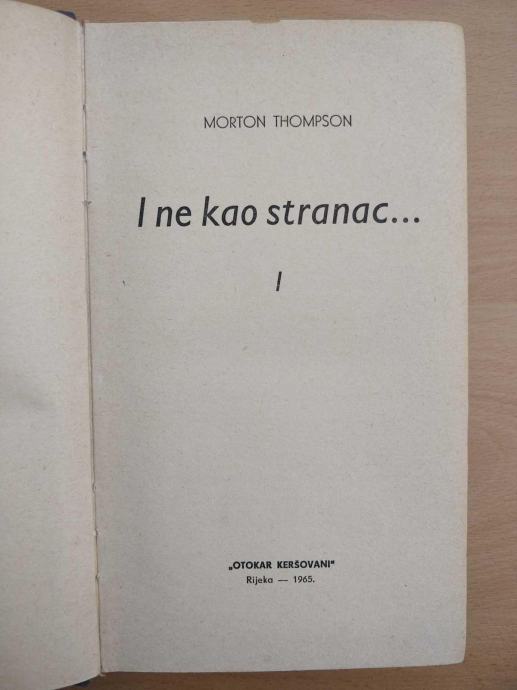 MORTON THOMPSON
I ne kao stranac...
I
„OTOKAR KERŠOVANI"
Rijeka — 1965.